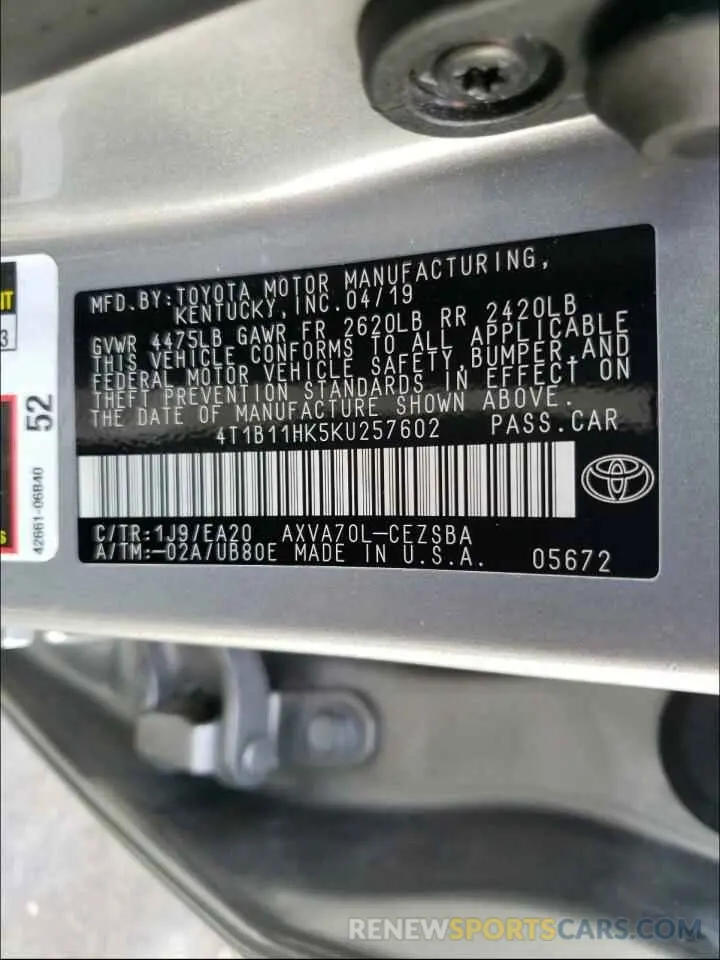 MFD.BY:TOYOTA MOTOR MANUFACTURING,
KENTUCKY,INC.04/19
GVWR 4475LB GAWR FR 2620LB RR 2420LB
THIS VEHICLE CONFORMS TO ALL APPLICABLE
FEDERAL MOTOR VEHICLE SAFETY,BUMPER,AND
THEFT PREVENTION STANDARDS IN EFFECT ON
THE DATE OF MANUFACTURE SHOWN ABOVE.
4T1B11HK5KU257602 PASS.CAR
C/TR:1J9/EA20 AXVA70L-CEZSBA
A/TM:-02A/UB80E MADE IN U.S.A. 05672
52
42661-06840
3
RENEWSPORTSCARS.COM